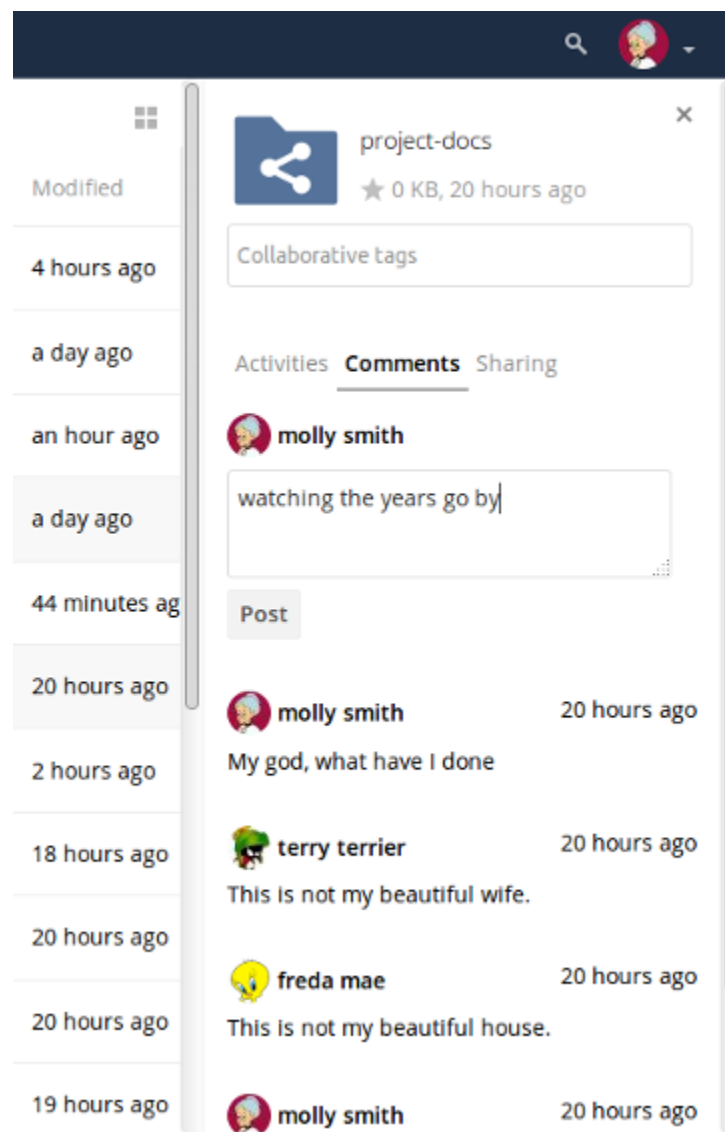 Modified
4 hours ago
a day ago
an hour ago
a day ago
44 minutes ag
20 hours ago
2 hours ago
18 hours ago
20 hours ago
20 hours ago
19 hours ago
project-docs
0 KB, 20 hours ago
Collaborative tags
Activities Comments Sharing
molly smith
watching the years go by
Post
molly smith 20 hours ago
My god, what have I done
terry terrier 20 hours ago
This is not my beautiful wife.
freda mae 20 hours ago
This is not my beautiful house.
molly smith 20 hours ago